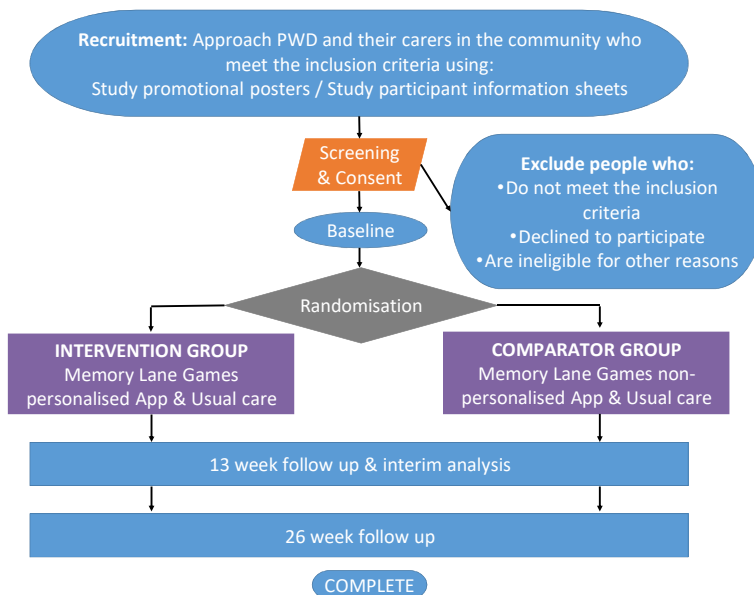 Recruitment: Approach PWD and their carers in the community who
meet the inclusion criteria using:
Study promotional posters / Study participant information sheets
Screening
& Consent
Exclude people who:
•Do not meet the inclusion
criteria
•Declined to participate
•Are ineligible for other reasons
Baseline
Randomisation
INTERVENTION GROUP
Memory Lane Games
personalised App & Usual care
COMPARATOR GROUP
Memory Lane Games non-
personalised App & Usual care
13 week follow up & interim analysis
26 week follow up
COMPLETE